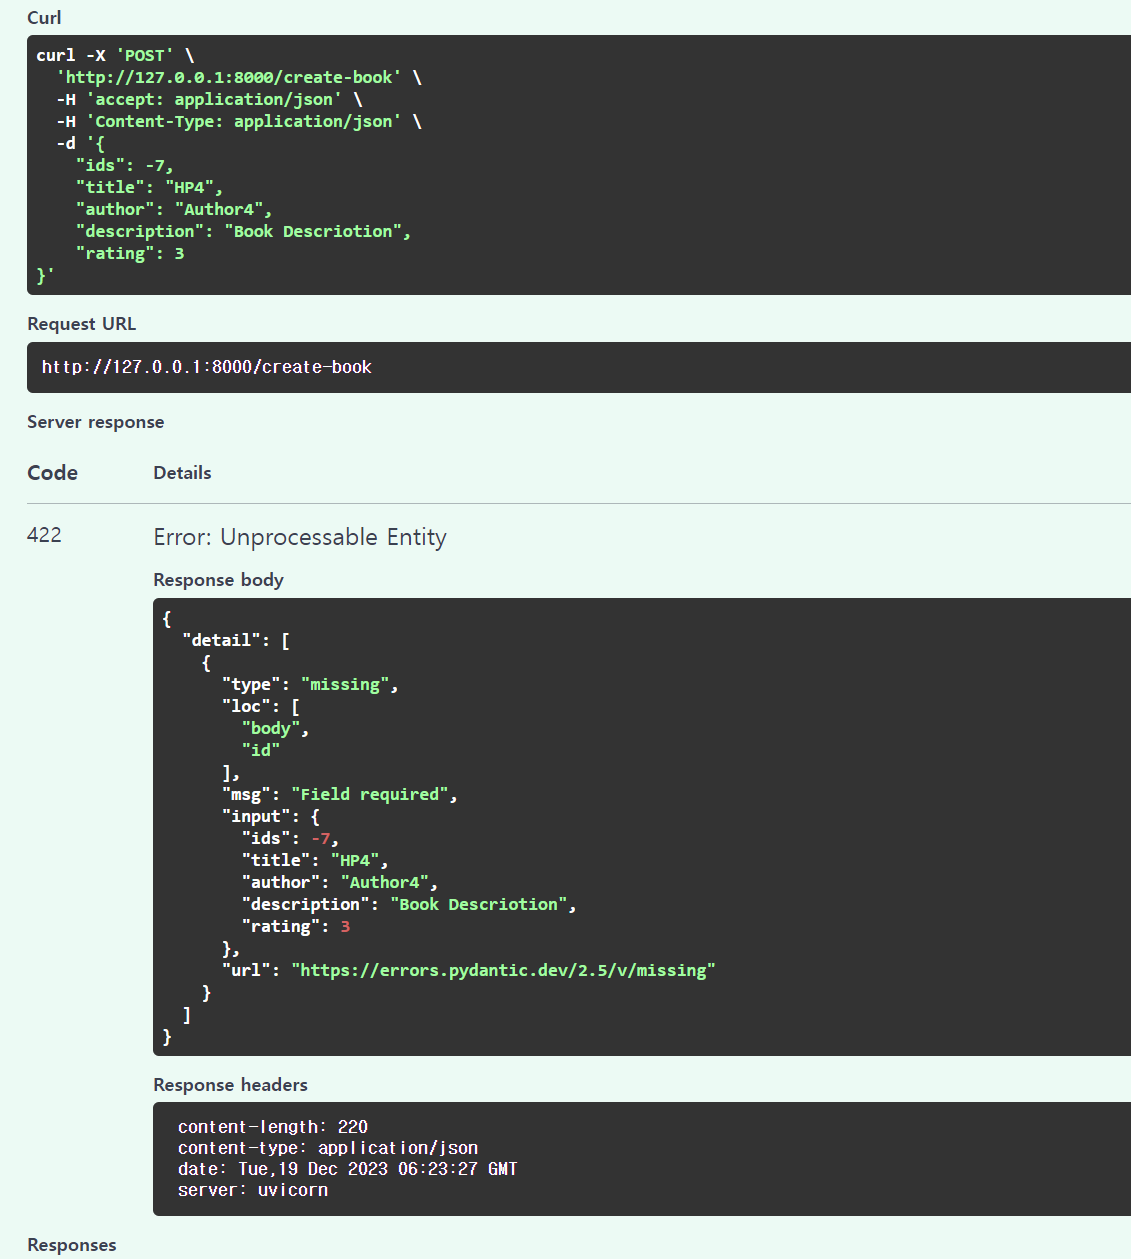 Curl
curl -X 'POST' \
  'http://127.0.0.1:8000/create-book' \
  -H 'accept: application/json' \
  -H 'Content-Type: application/json' \
  -d '{
    "ids": -7,
    "title": "HP4",
    "author": "Author4",
    "description": "Book Descriotion",
    "rating": 3
}'
Request URL
http://127.0.0.1:8000/create-book
Server response
Code Details
422 Error: Unprocessable Entity
Response body
{
  "detail": [
    {
      "type": "missing",
      "loc": [
        "body",
        "id"
      ],
      "msg": "Field required",
      "input": {
        "ids": -7,
        "title": "HP4",
        "author": "Author4",
        "description": "Book Descriotion",
        "rating": 3
      },
      "url": "https://errors.pydantic.dev/2.5/v/missing"
    }
  ]
}
Response headers
content-length: 220
content-type: application/json
date: Tue,19 Dec 2023 06:23:27 GMT
server: uvicorn
Responses